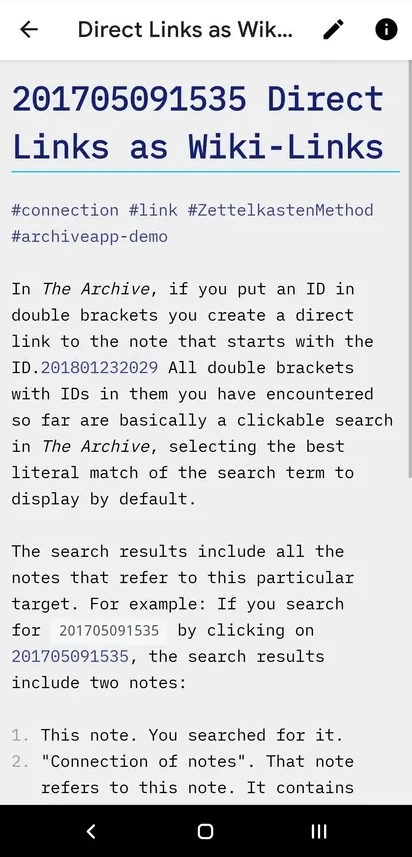 Direct Links as Wik...
201705091535 Direct
Links as Wiki-Links
#connection #link #ZettelkastenMethod
#archiveapp-demo
In The Archive, if you put an ID in
double brackets you create a direct
link to the note that starts with the
ID.201801232029 All double brackets
with IDs in them you have encountered
so far are basically a clickable search
in The Archive, selecting the best
literal match of the search term to
display by default.
The search results include all the
notes that refer to this particular
target. For example: If you search
for 201705091535 by clicking on
201705091535, the search results
include two notes:
1. This note. You searched for it.
2. "Connection of notes". That note
refers to this note. It contains